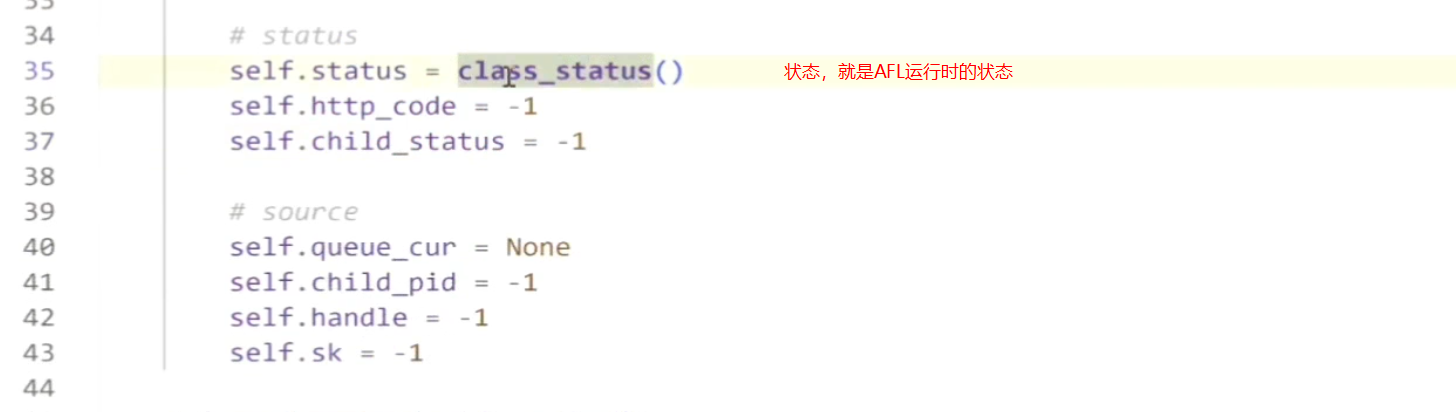 34 # status
35 self.status = class_status() 状态，就是AFL运行时的状态
36 self.http_code = -1
37 self.child_status = -1
38
39 # source
40 self.queue_cur = None
41 self.child_pid = -1
42 self.handle = -1
43 self.sk = -1
44